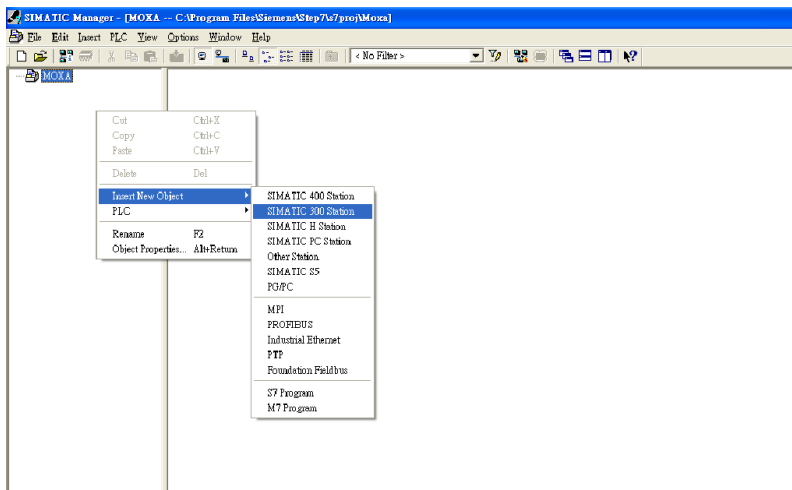 SIMATIC Manager - [MOXA -- C:\Program Files\Siemens\Step7\s7proj\Moxa]
File Edit Insert PLC View Options Window Help
< No Filter >
MOXA
Cut Ctrl+X
Copy Ctrl+C
Paste Ctrl+V
Delete Del
Insert New Object
PLC
Rename F2
Object Properties... Alt+Return
SIMATIC 400 Station
SIMATIC 300 Station
SIMATIC H Station
SIMATIC PC Station
Other Station
SIMATIC S5
PG/PC
MPI
PROFIBUS
Industrial Ethernet
PTP
Foundation Fieldbus
S7 Program
M7 Program